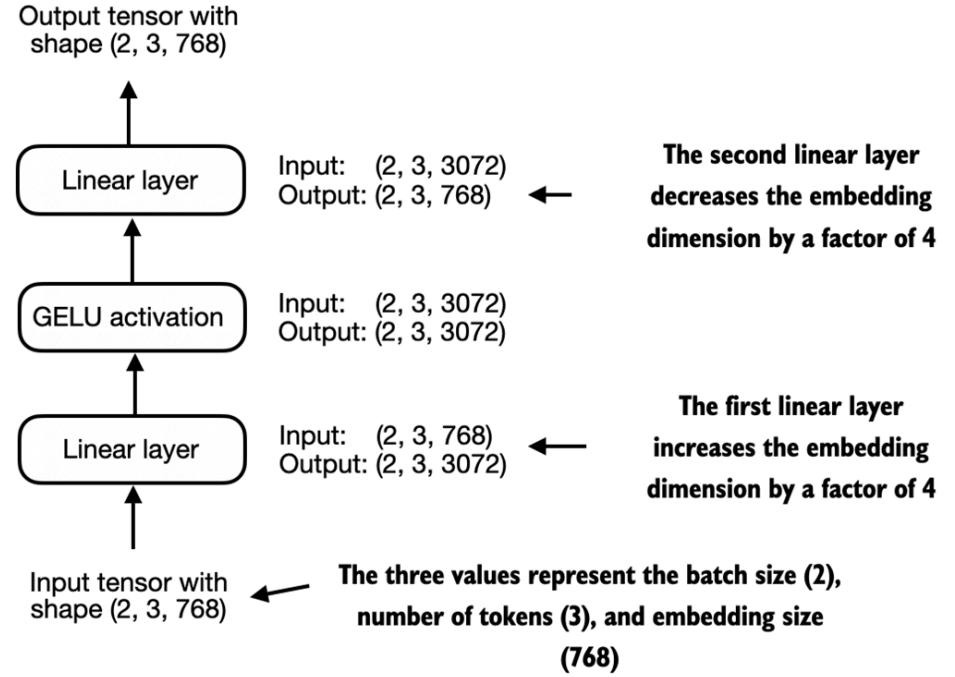 Output tensor with
shape (2, 3, 768)
Linear layer
Input: (2, 3, 3072)
Output: (2, 3, 768)
The second linear layer
decreases the embedding
dimension by a factor of 4
GELU activation
Input: (2, 3, 3072)
Output: (2, 3, 3072)
Linear layer
Input: (2, 3, 768)
Output: (2, 3, 3072)
The first linear layer
increases the embedding
dimension by a factor of 4
Input tensor with
shape (2, 3, 768)
The three values represent the batch size (2),
number of tokens (3), and embedding size
(768)